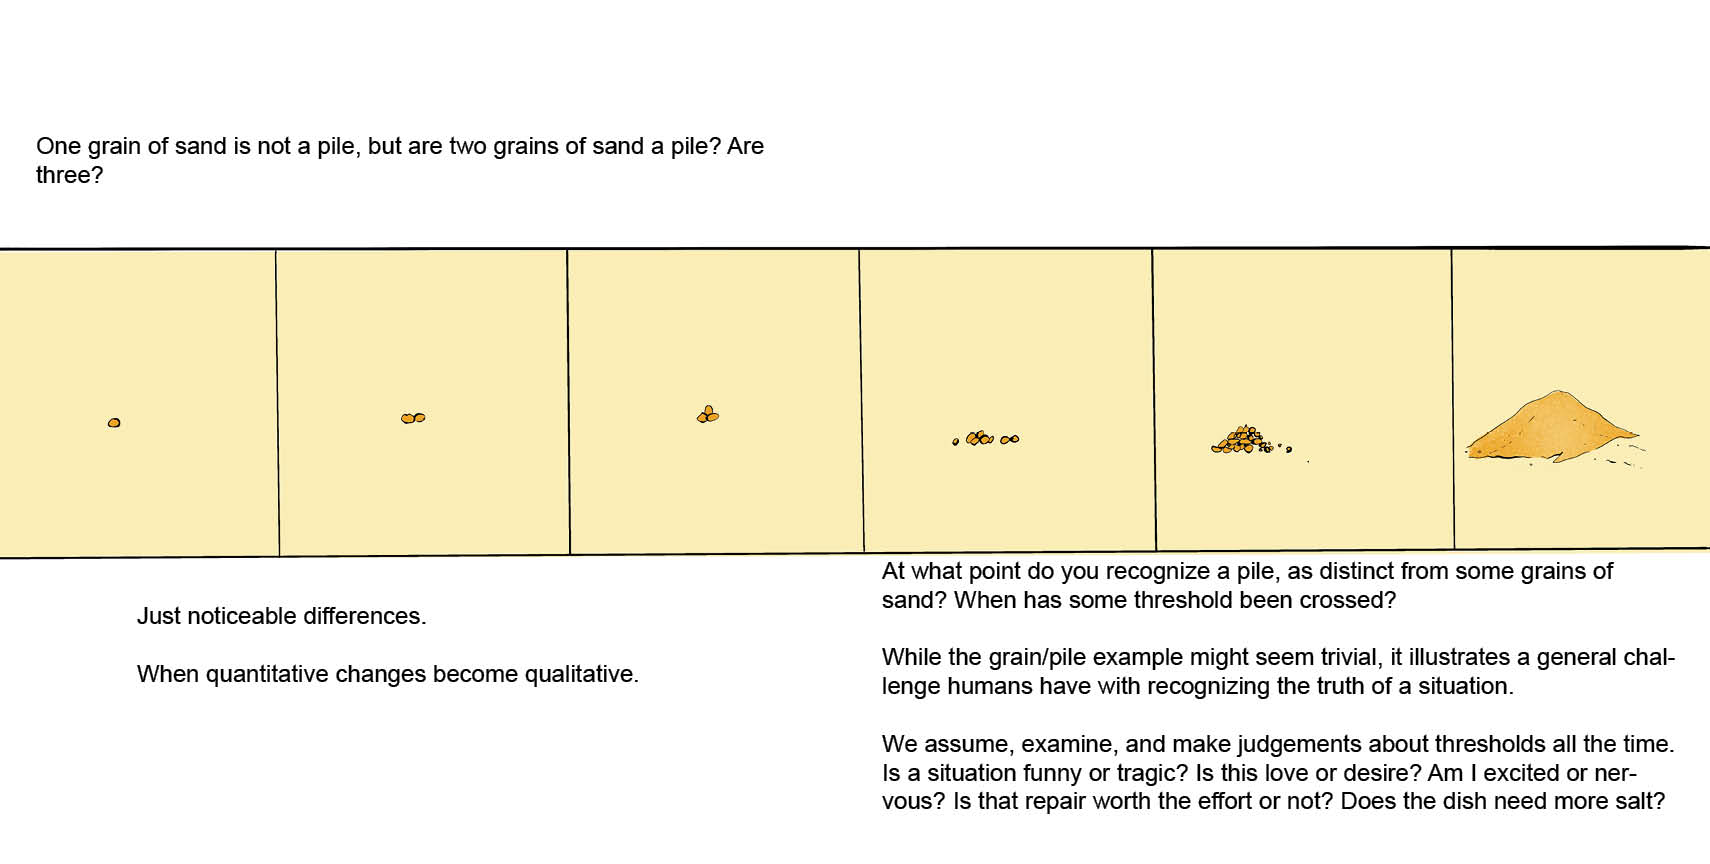 One grain of sand is not a pile, but are two grains of sand a pile? Are
three?
Just noticeable differences.
When quantitative changes become qualitative.
At what point do you recognize a pile, as distinct from some grains of
sand? When has some threshold been crossed?
While the grain/pile example might seem trivial, it illustrates a general chal-
lenge humans have with recognizing the truth of a situation.
We assume, examine, and make judgements about thresholds all the time.
Is a situation funny or tragic? Is this love or desire? Am I excited or ner-
vous? Is that repair worth the effort or not? Does the dish need more salt?